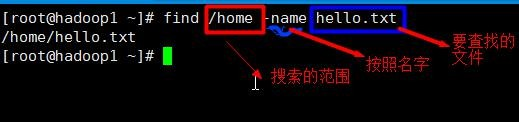 [root@hadoop1 ~]# find /home -name hello.txt
/home/hello.txt
[root@hadoop1 ~]#
搜索的范围
按照名字
要查找的
文件